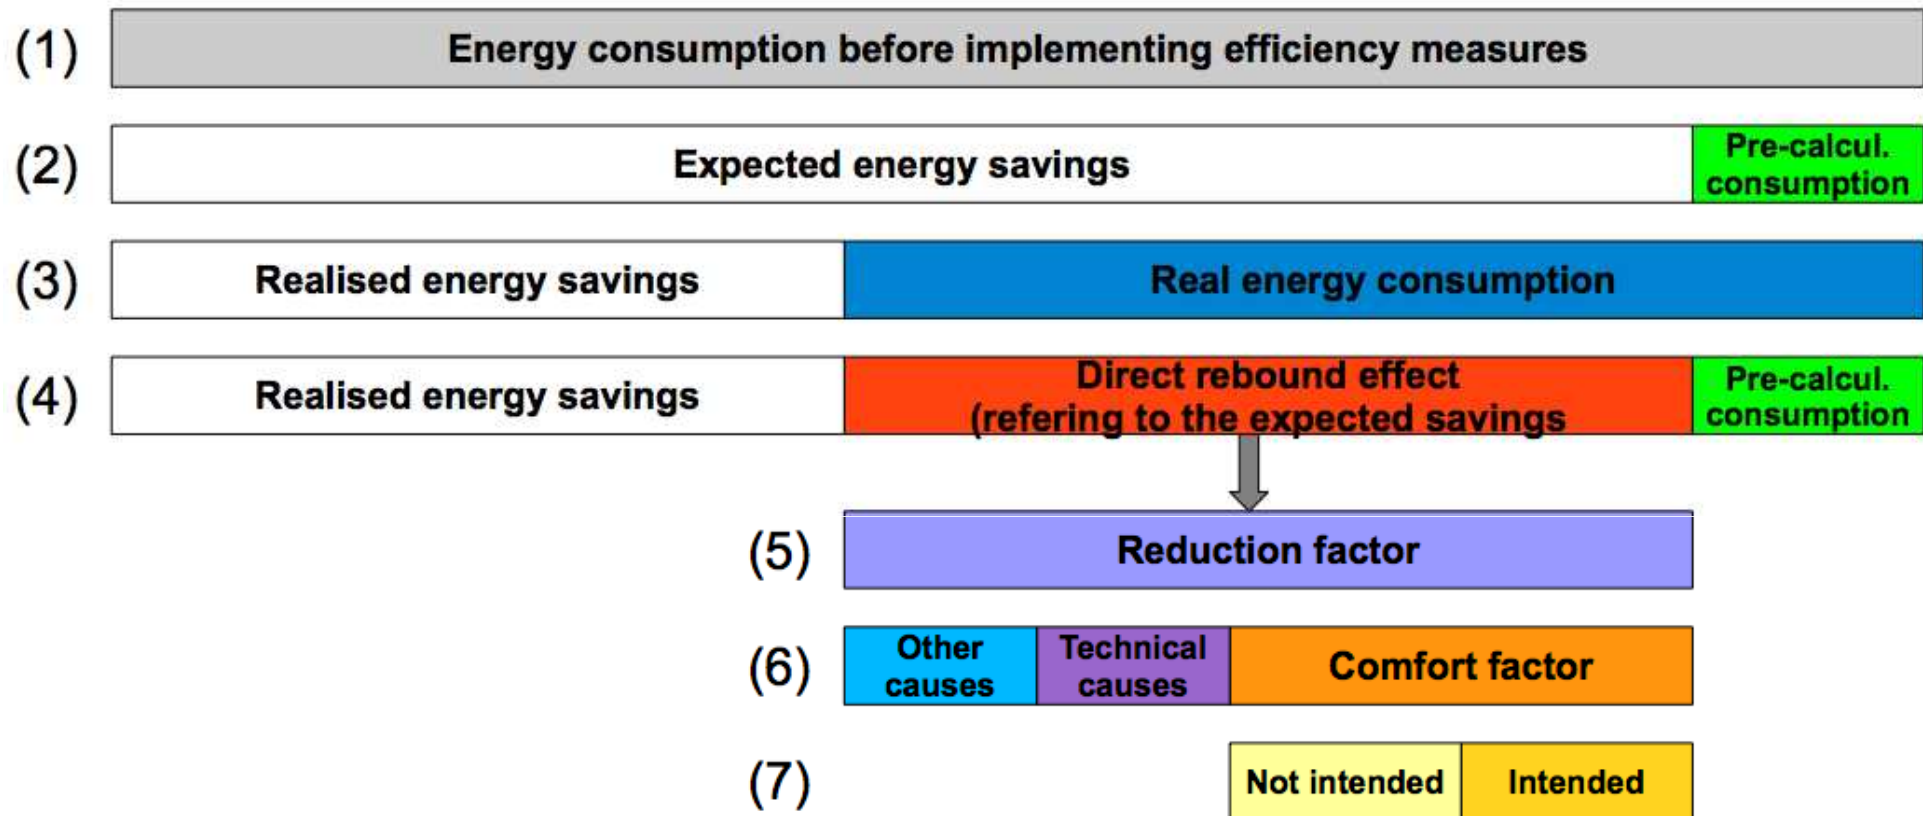 (1)
Energy consumption before implementing efficiency measures
(2)
Expected energy savings
Pre-calcul.
consumption
(3)
Realised energy savings
Real energy consumption
(4)
Realised energy savings
Direct rebound effect
(refering to the expected savings
Pre-calcul.
consumption
(5)
Reduction factor
(6)
Other
causes
Technical
causes
Comfort factor
(7)
Not intended
Intended